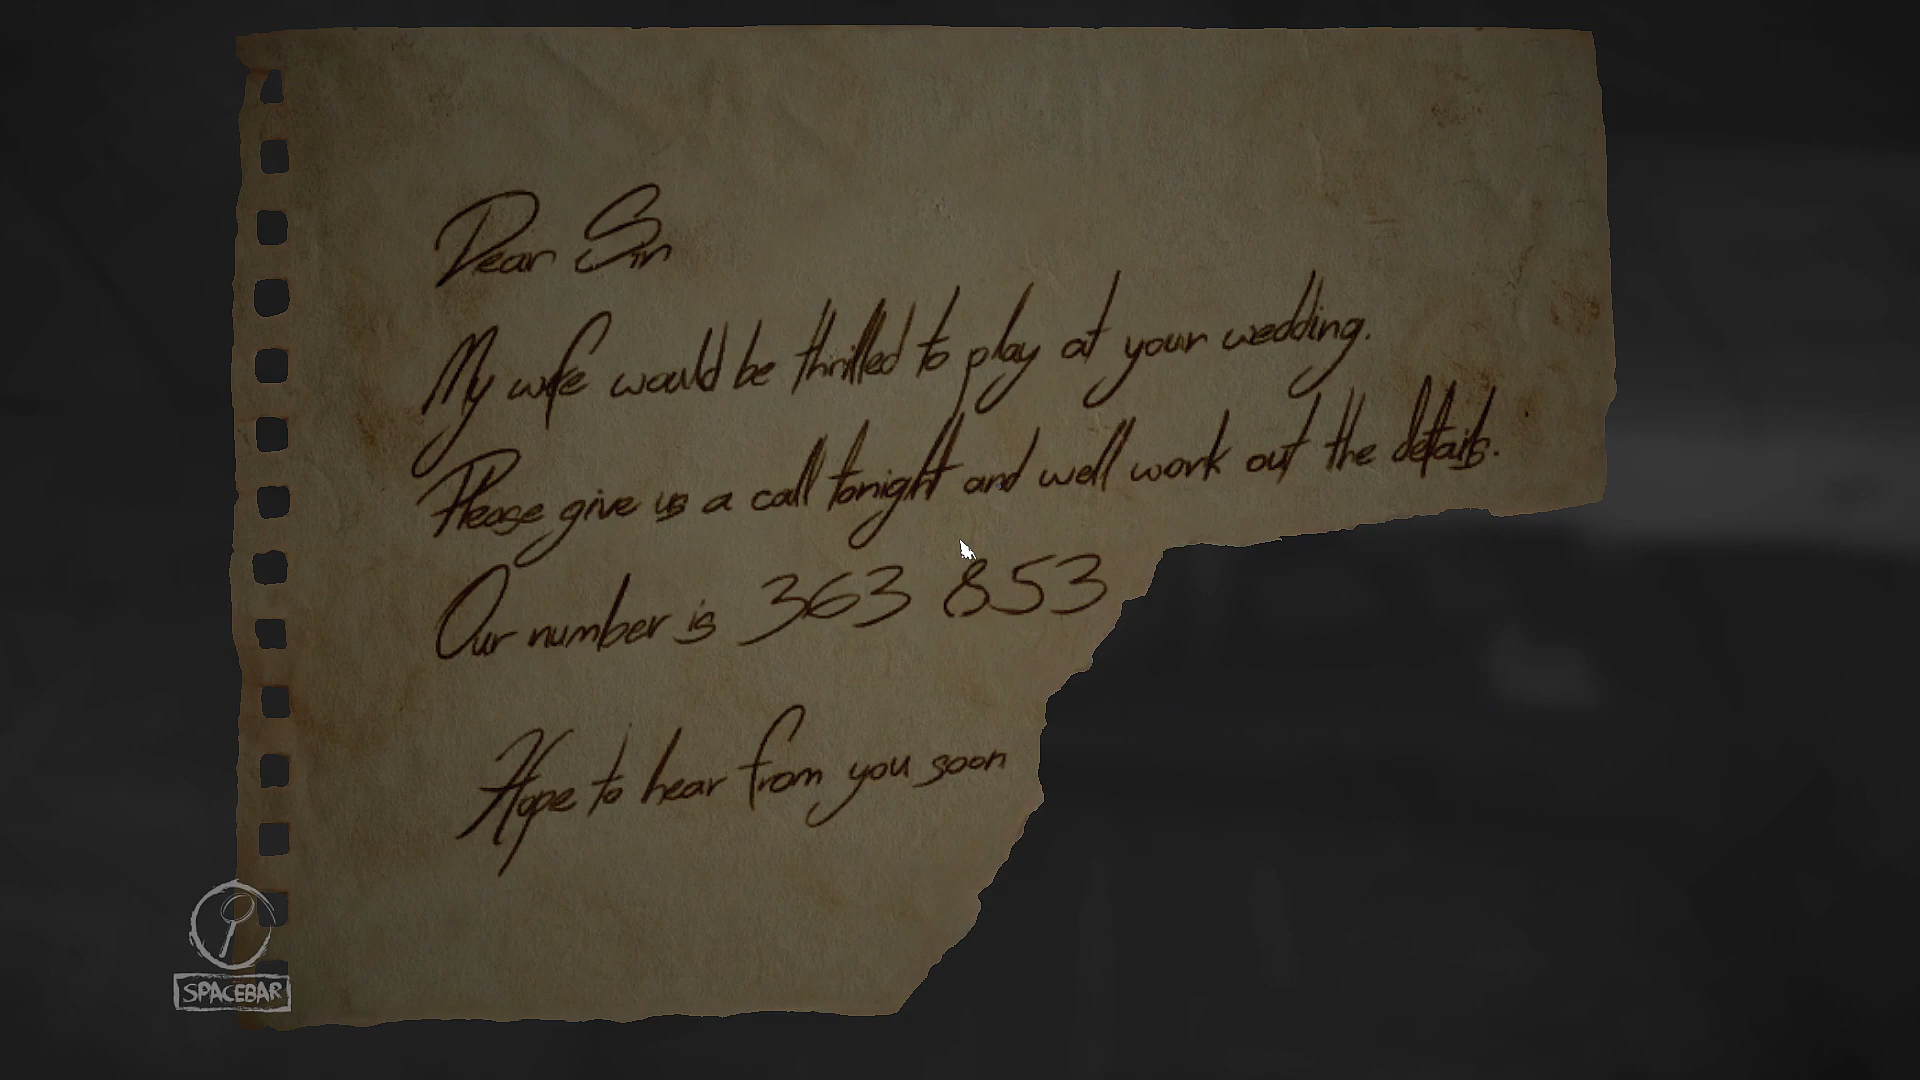 Dear Sir
My wife would be thrilled to play at your wedding.
Please give us a call tonight and well work out the details.
Our number is 363 853
Hope to hear from you soon
SPACEBAR